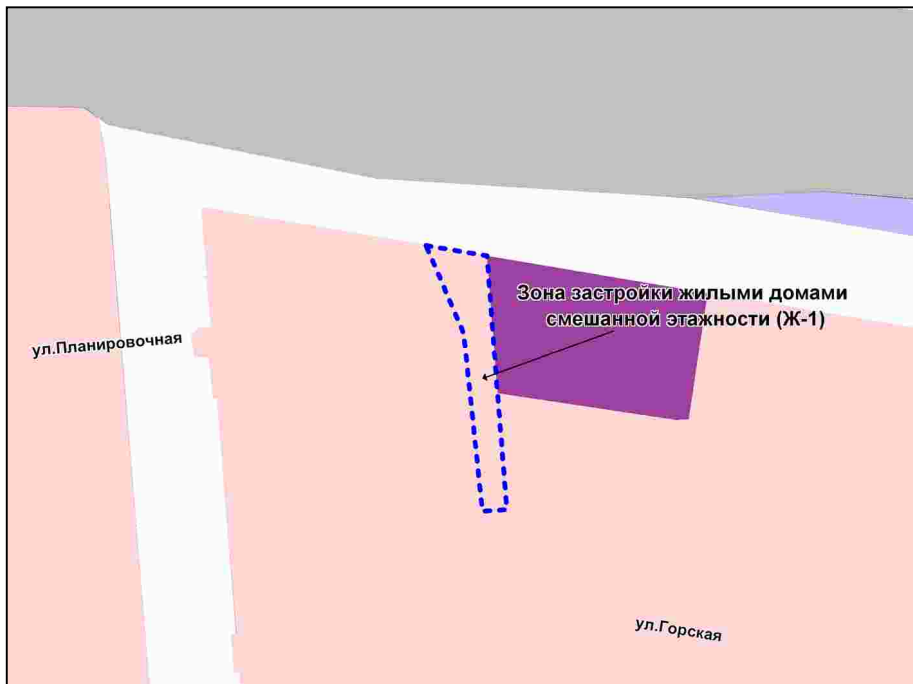 Зона застройки жилыми домами
смешанной этажности (Ж-1)
ул.Планировочная
ул.Горская